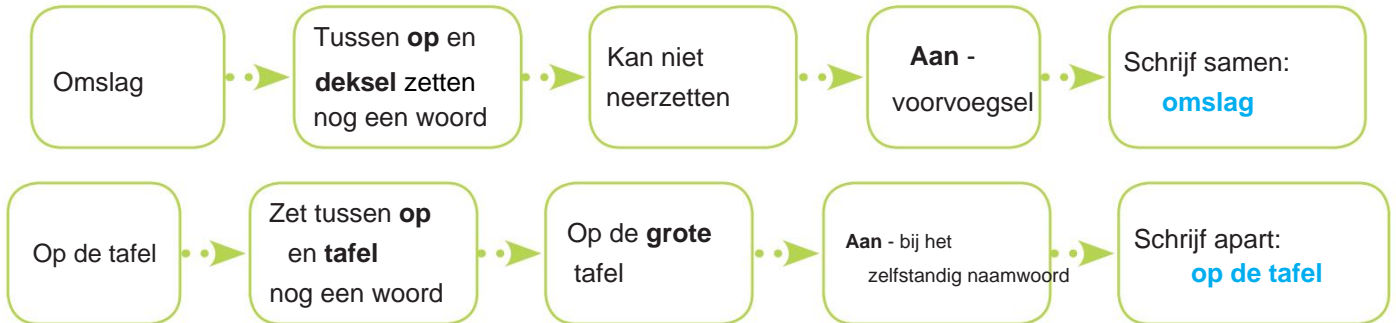 Omslag
Tussen op en
deksel zetten
nog een woord
Kan niet
neerzetten
Aan -
voorvoegsel
Schrijf samen:
omslag
Op de tafel
Zet tussen op
en tafel
nog een woord
Op de grote
tafel
Aan - bij het
zelfstandig naamwoord
Schrijf apart:
op de tafel